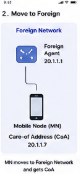 2. Move to Foreign
Foreign Network
Foreign
Agent
20.1.1.1
Mobile Node (MN)
Care-of Address (CoA)
20.1.1.7
MN moves to Foreign Network
and gets CoA